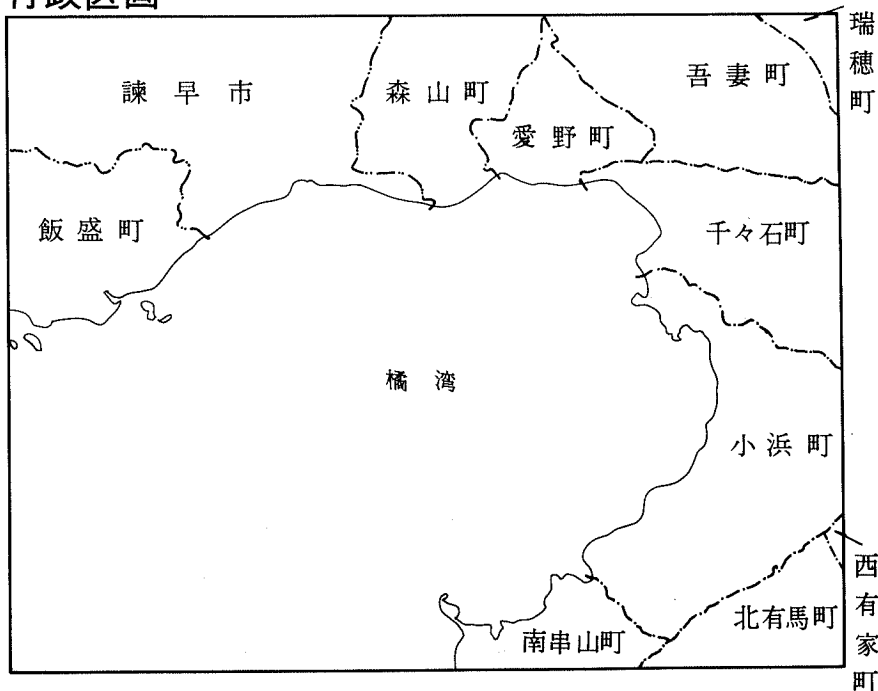 行政区画
瑞穂町
諫早市
森山町
吾妻町
愛野町
飯盛町
千々石町
橘湾
小浜町
西有家町
北有馬町
南串山町